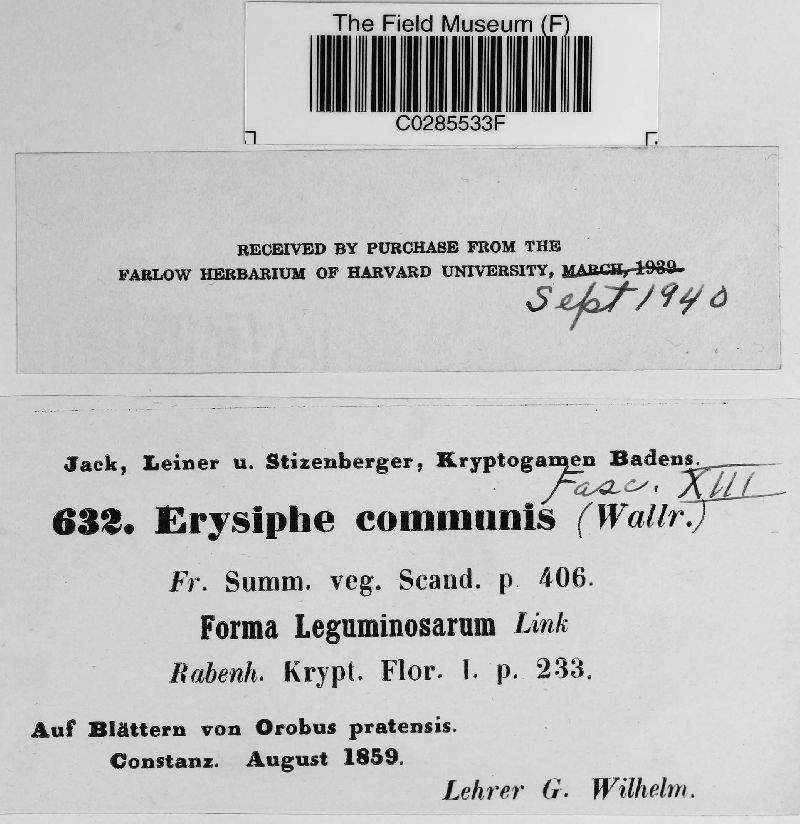 The Field Museum (F)
C0285533F
RECEIVED BY PURCHASE FROM THE
FARLOW HERBARIUM OF HARVARD UNIVERSITY, MARCH, 1939
Sept 1940
Jack, Leiner u. Stizenberger, Kryptogamen Badens.
Fasc. XIII
632. Erysiphe communis (Wallr.)
Fr. Summ. veg. Scand. p. 406.
Forma Leguminosarum Link
Rabenh. Krypt. Flor. I. p. 233.
Auf Blättern von Orobus pratensis.
Constanz. August 1859.
Lehrer G. Wilhelm.